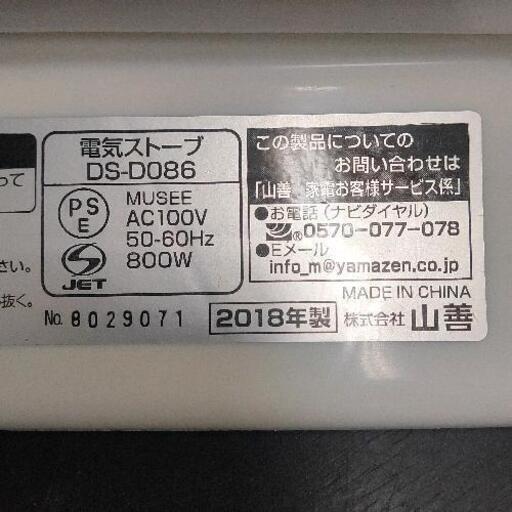 って
さい。
抜く。
電気ストーブ
DS-D086
PS
E
MUSEE
AC100V
50-60Hz
800W
JET
この製品についての
お問い合わせは
「山善 家電お客様サービス係」
●お電話(ナビダイヤル)
0570-077-078
●Eメール
info_m@yamazen.co.jp
MADE IN CHINA
No. 8029071
2018年製
株式会社 山善